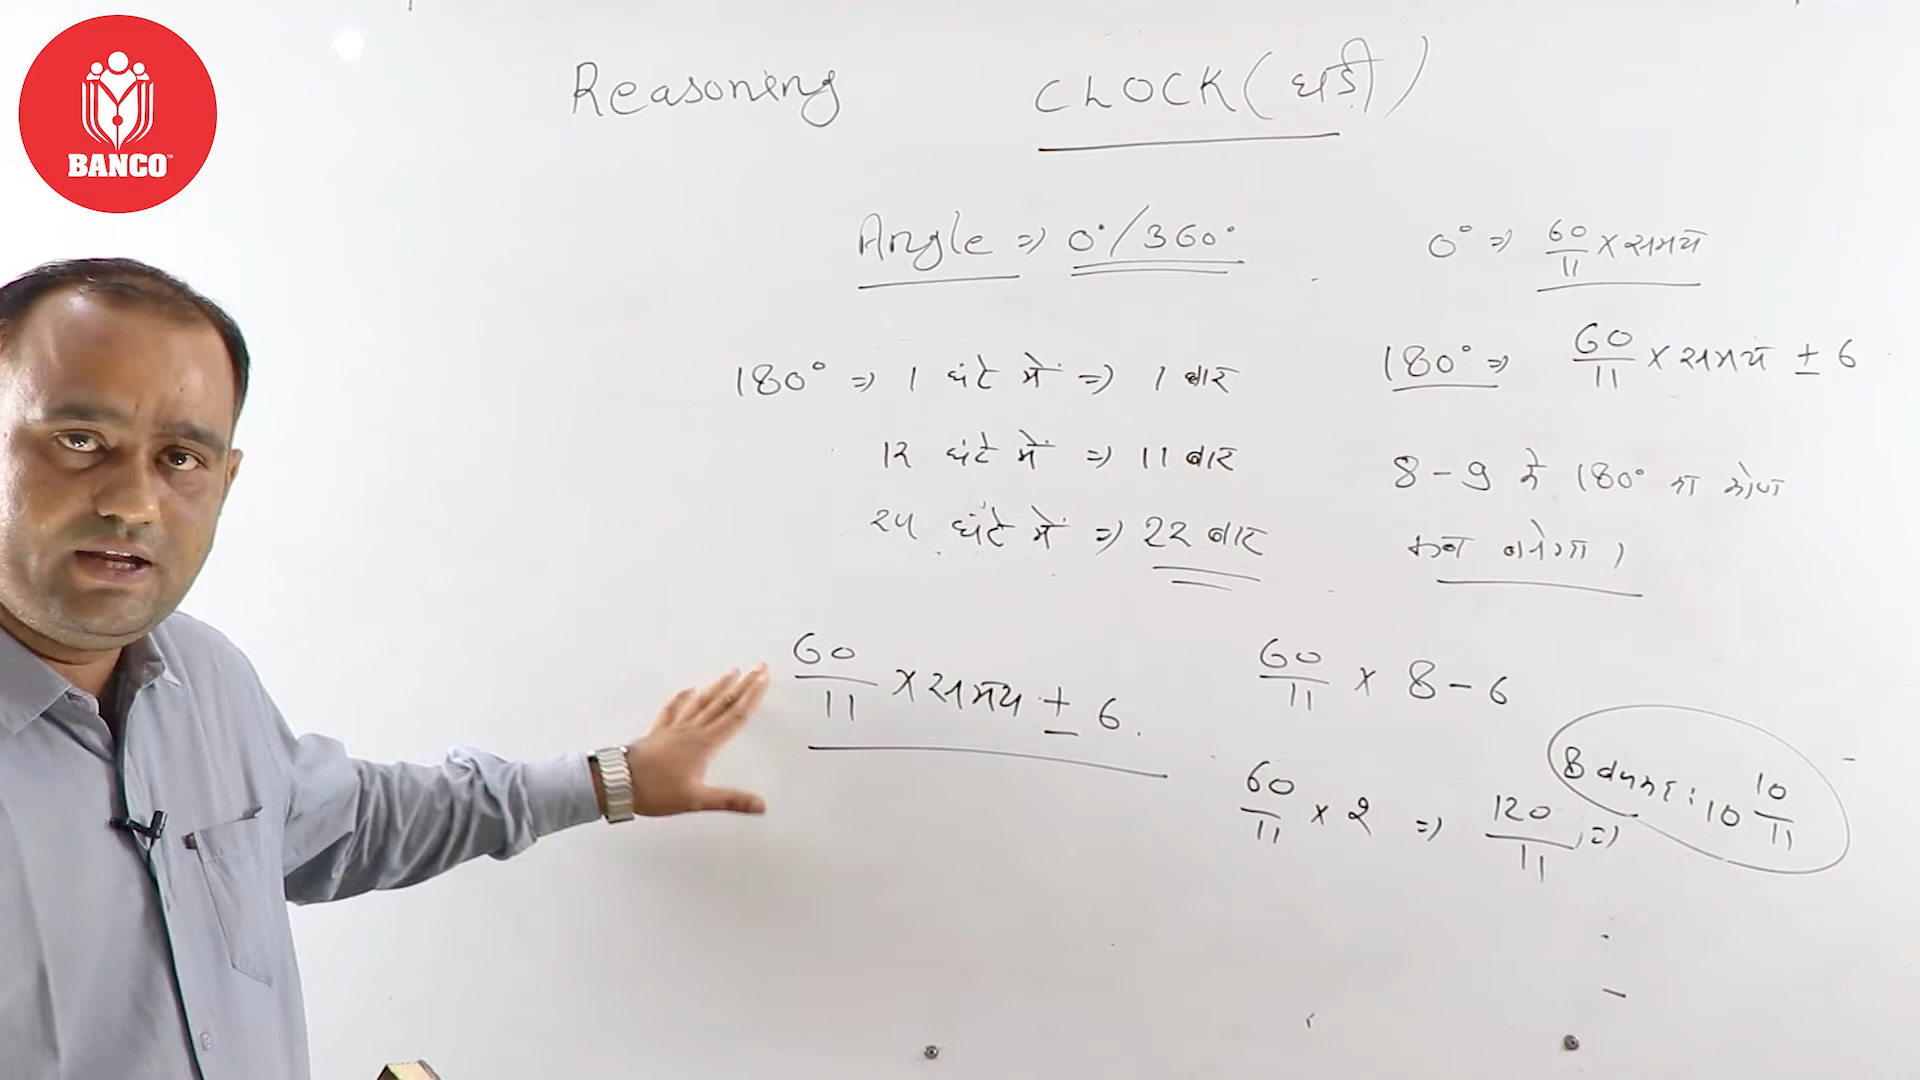 BANCO™
Reasoning CLOCK (घडी)
Angle ⇒ 0°/360°
180° ⇒ 1 घंटे में ⇒ 1 बार
12 घंटे में ⇒ 11 बार
24 घंटे में ⇒ 22 बार
60/11 × समय ± 6.
0° ⇒ 60/11 × समय
180° ⇒ 60/11 × समय ± 6
8 - 9 में 180° का कोण
कब बनेगा।
60/11 × 8 - 6
60/11 × 2 ⇒ 120/11 ⇒
8 बजकर : 10 10/11